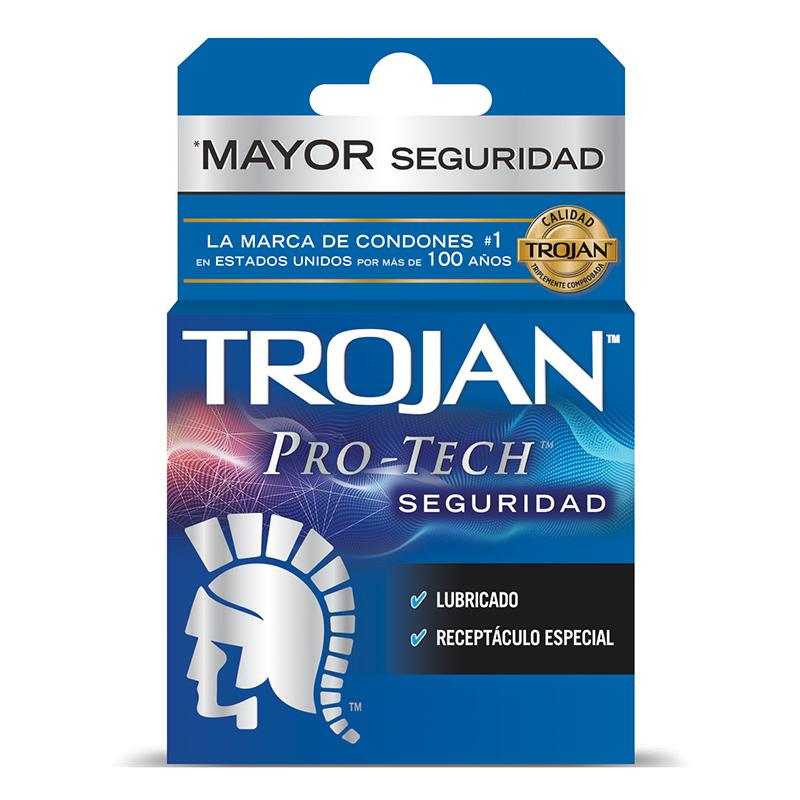 *MAYOR SEGURIDAD
LA MARCA DE CONDONES #1
EN ESTADOS UNIDOS POR MÁS DE 100 AÑOS
CALIDAD
TROJAN™
TRIPLEMENTE COMPROBADA
TROJAN™
PRO-TECH™
SEGURIDAD
✓ LUBRICADO
✓ RECEPTÁCULO ESPECIAL
TM